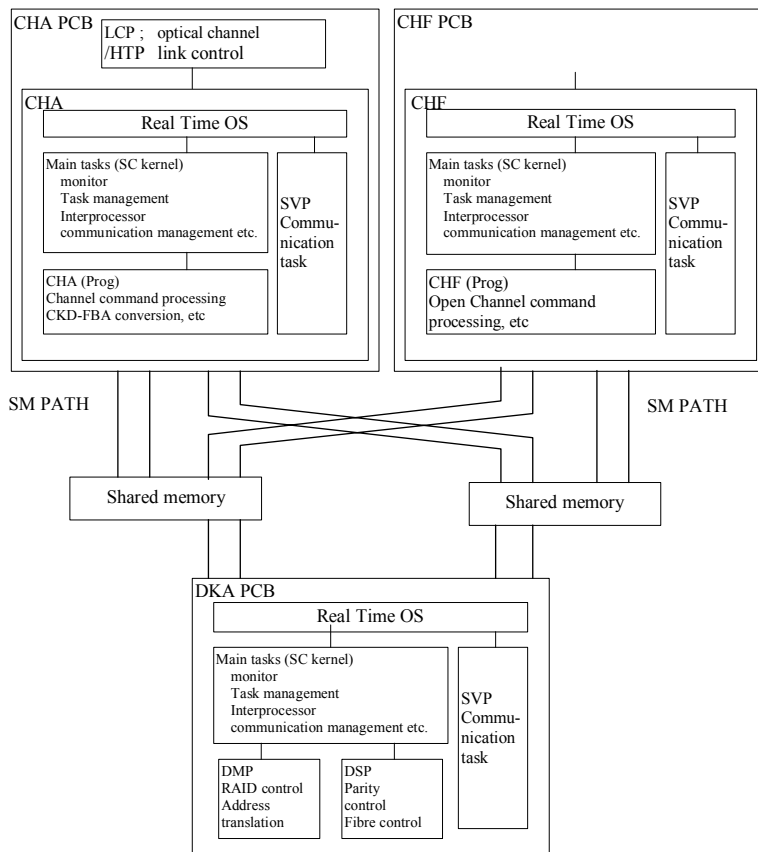 CHA PCB
LCP ; optical channel
/HTP link control
CHA
Real Time OS
Main tasks (SC kernel)
monitor
Task management
Interprocessor
communication management etc.
SVP
Commu-
nication
task
CHA (Prog)
Channel command processing
CKD-FBA conversion, etc
CHF PCB
CHF
Real Time OS
Main tasks (SC kernel)
monitor
Task management
Interprocessor
communication management etc.
SVP
Commu-
nication
task
CHF (Prog)
Open Channel command
processing, etc
SM PATH
SM PATH
Shared memory
Shared memory
DKA PCB
Real Time OS
Main tasks (SC kernel)
monitor
Task management
Interprocessor
communication management etc.
SVP
Commu-
nication
task
DMP
RAID control
Address
translation
DSP
Parity
control
Fibre control